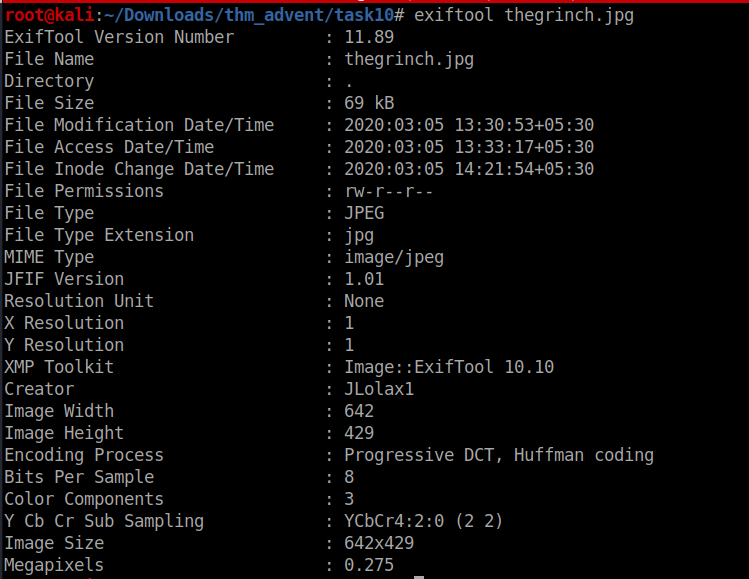 root@kali:~/Downloads/thm_advent/task10# exiftool thegrinch.jpg
ExifTool Version Number         : 11.89
File Name                       : thegrinch.jpg
Directory                       : .
File Size                       : 69 kB
File Modification Date/Time     : 2020:03:05 13:30:53+05:30
File Access Date/Time           : 2020:03:05 13:33:17+05:30
File Inode Change Date/Time     : 2020:03:05 14:21:54+05:30
File Permissions                : rw-r--r--
File Type                       : JPEG
File Type Extension             : jpg
MIME Type                       : image/jpeg
JFIF Version                    : 1.01
Resolution Unit                 : None
X Resolution                    : 1
Y Resolution                    : 1
XMP Toolkit                     : Image::ExifTool 10.10
Creator                         : JLolax1
Image Width                     : 642
Image Height                    : 429
Encoding Process                : Progressive DCT, Huffman coding
Bits Per Sample                 : 8
Color Components                : 3
Y Cb Cr Sub Sampling            : YCbCr4:2:0 (2 2)
Image Size                      : 642x429
Megapixels                      : 0.275